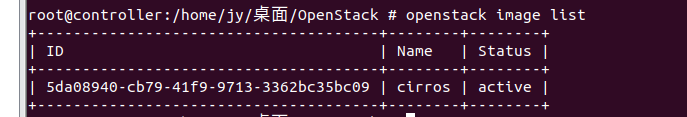 root@controller:/home/jy/桌面/OpenStack # openstack image list
+--------------------------------------+--------+--------+
| ID                                   | Name   | Status |
+--------------------------------------+--------+--------+
| 5da08940-cb79-41f9-9713-3362bc35bc09 | cirros | active |
+--------------------------------------+--------+--------+